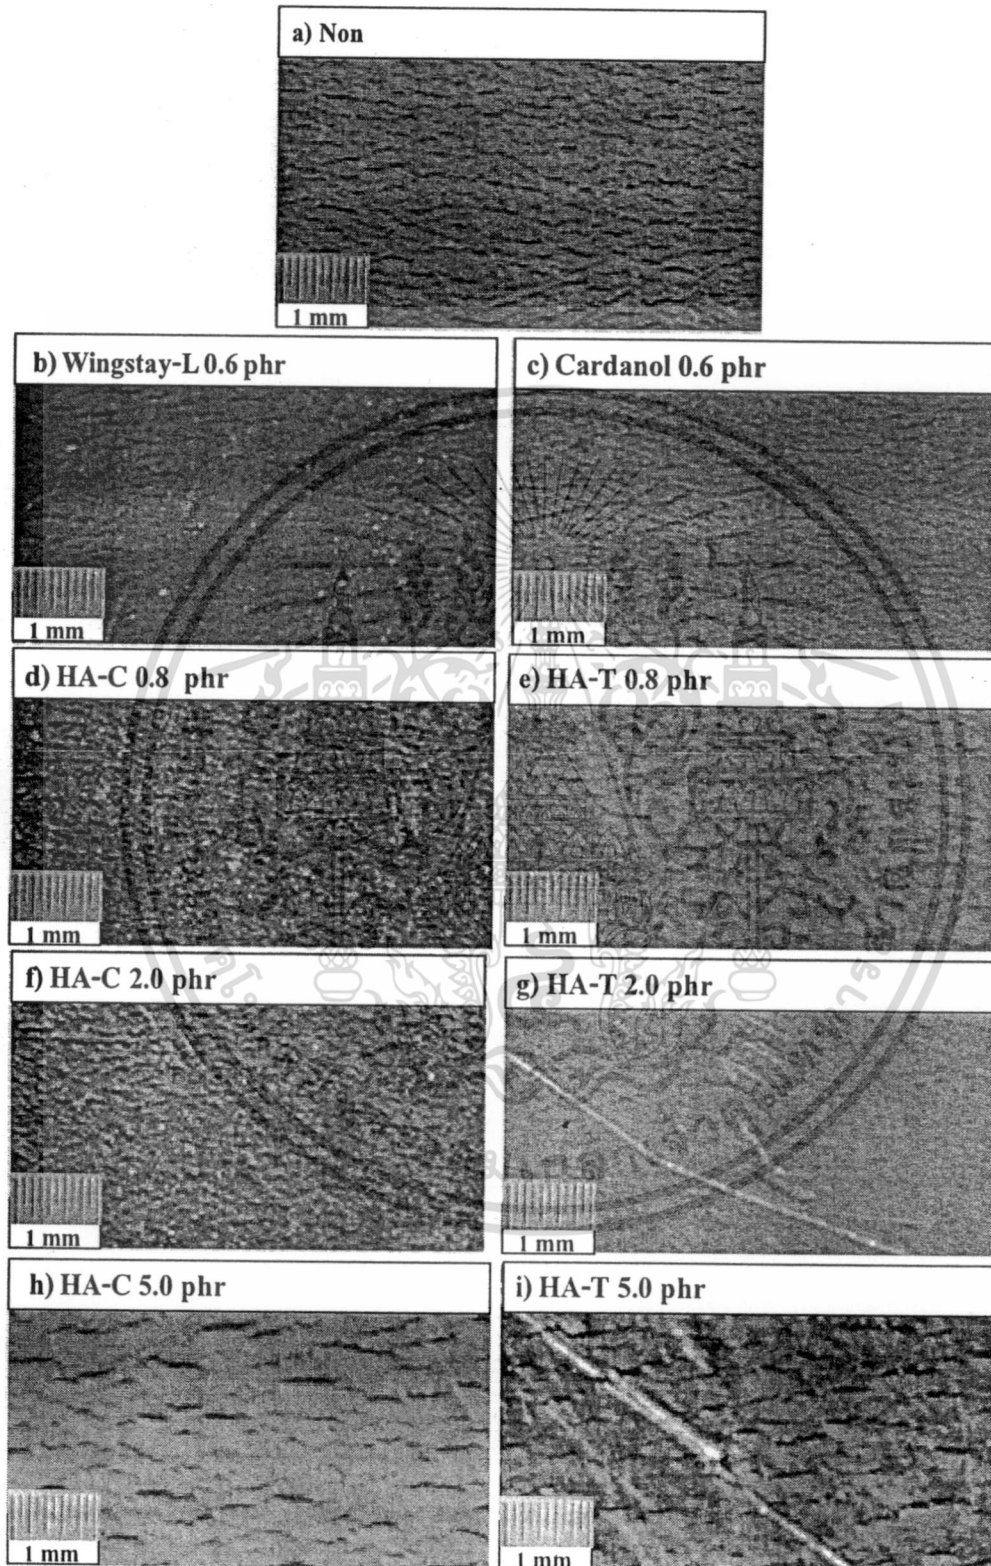 a) Non
1 mm
b) Wingstay-L 0.6 phr
c) Cardanol 0.6 phr
1 mm
1 mm
d) HA-C 0.8 phr
e) HA-T 0.8 phr
1 mm
1 mm
f) HA-C 2.0 phr
g) HA-T 2.0 phr
1 mm
1 mm
h) HA-C 5.0 phr
i) HA-T 5.0 phr
1 mm
1 mm